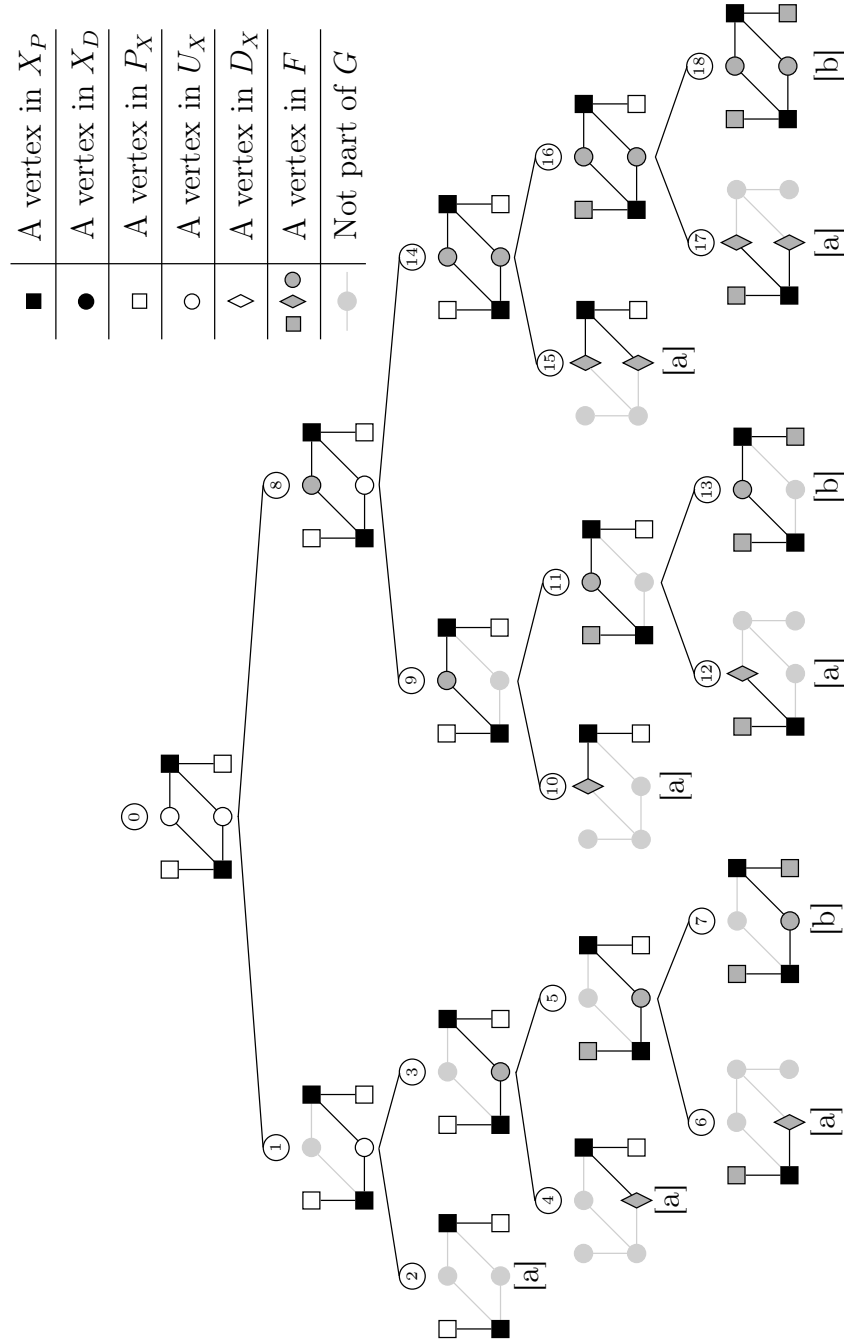 A vertex in X_P
A vertex in X_D
A vertex in P_X
A vertex in U_X
A vertex in D_X
A vertex in F
Not part of G
0
1
8
2
3
9
14
[a]
4
5
10
11
15
16
[a]
[a]
[a]
6
7
12
13
17
18
[a]
[b]
[a]
[b]
[a]
[b]